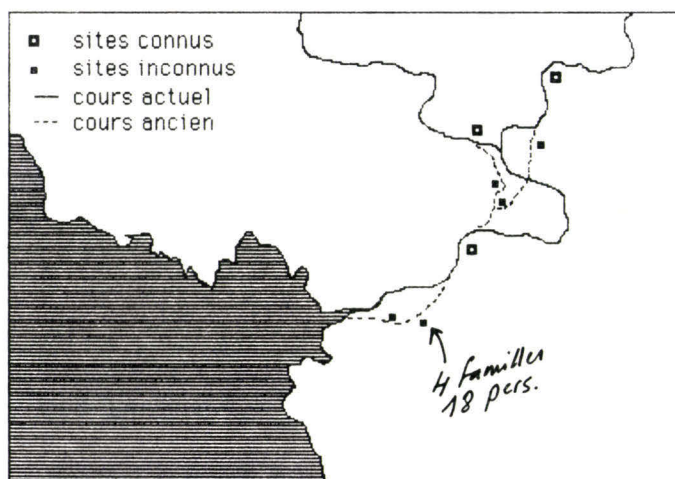 sites connus
sites inconnus
cours actuel
cours ancien
4 familles
18 pers.